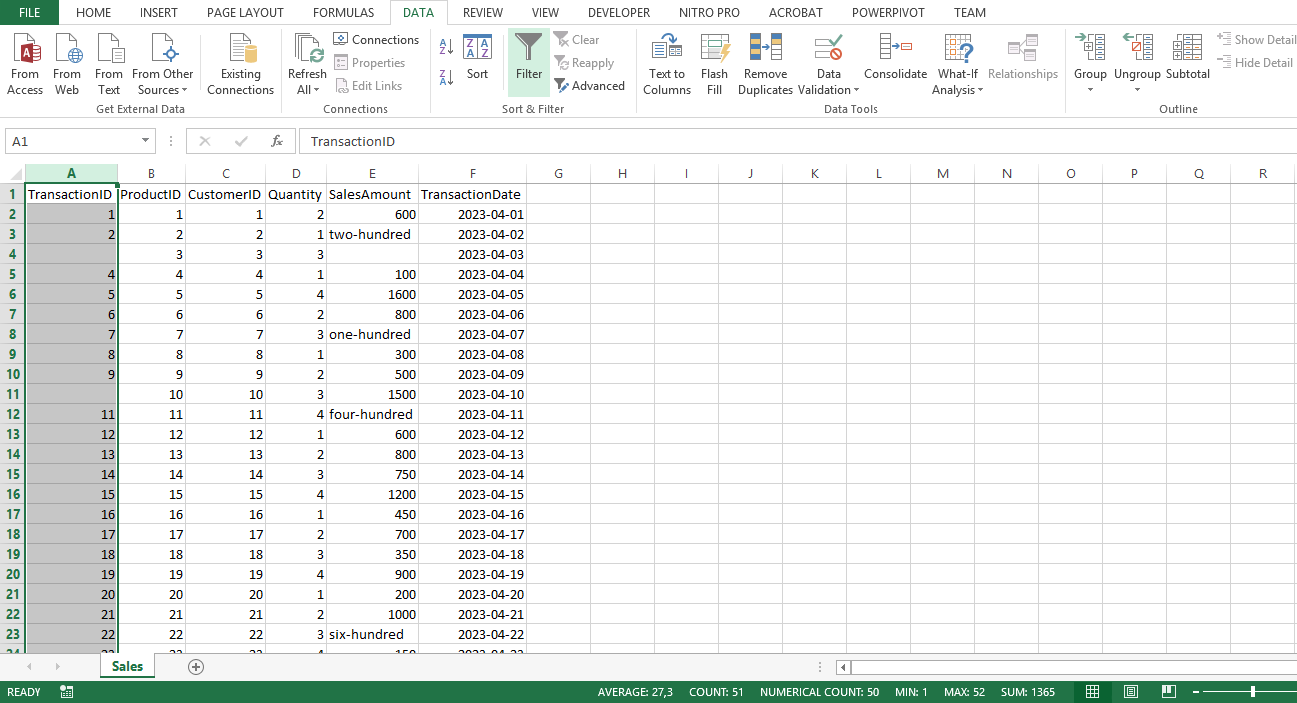 FILE HOME INSERT PAGE LAYOUT FORMULAS DATA REVIEW VIEW DEVELOPER NITRO PRO ACROBAT POWERPIVOT TEAM
From Access From Web From Text From Other Sources Existing Connections Refresh All Connections Properties Edit Links Sort Filter Clear Reapply Advanced Text to Columns Flash Fill Remove Duplicates Data Validation Consolidate What-If Analysis Relationships Group Ungroup Subtotal Show Detail Hide Detail
Get External Data Connections Sort & Filter Data Tools Outline
A1 fx TransactionID
A B C D E F G H I J K L M N O P Q R
1 TransactionID ProductID CustomerID Quantity SalesAmount TransactionDate
2 1 1 1 2 600 2023-04-01
3 2 2 2 1 two-hundred 2023-04-02
4 3 3 3 2023-04-03
5 4 4 4 1 100 2023-04-04
6 5 5 5 4 1600 2023-04-05
7 6 6 6 2 800 2023-04-06
8 7 7 7 3 one-hundred 2023-04-07
9 8 8 8 1 300 2023-04-08
10 9 9 9 2 500 2023-04-09
11 10 10 3 1500 2023-04-10
12 11 11 11 4 four-hundred 2023-04-11
13 12 12 12 1 600 2023-04-12
14 13 13 13 2 800 2023-04-13
15 14 14 14 3 750 2023-04-14
16 15 15 15 4 1200 2023-04-15
17 16 16 16 1 450 2023-04-16
18 17 17 17 2 700 2023-04-17
19 18 18 18 3 350 2023-04-18
20 19 19 19 4 900 2023-04-19
21 20 20 20 1 200 2023-04-20
22 21 21 21 2 1000 2023-04-21
23 22 22 22 3 six-hundred 2023-04-22
Sales
READY AVERAGE: 27,3 COUNT: 51 NUMERICAL COUNT: 50 MIN: 1 MAX: 52 SUM: 1365